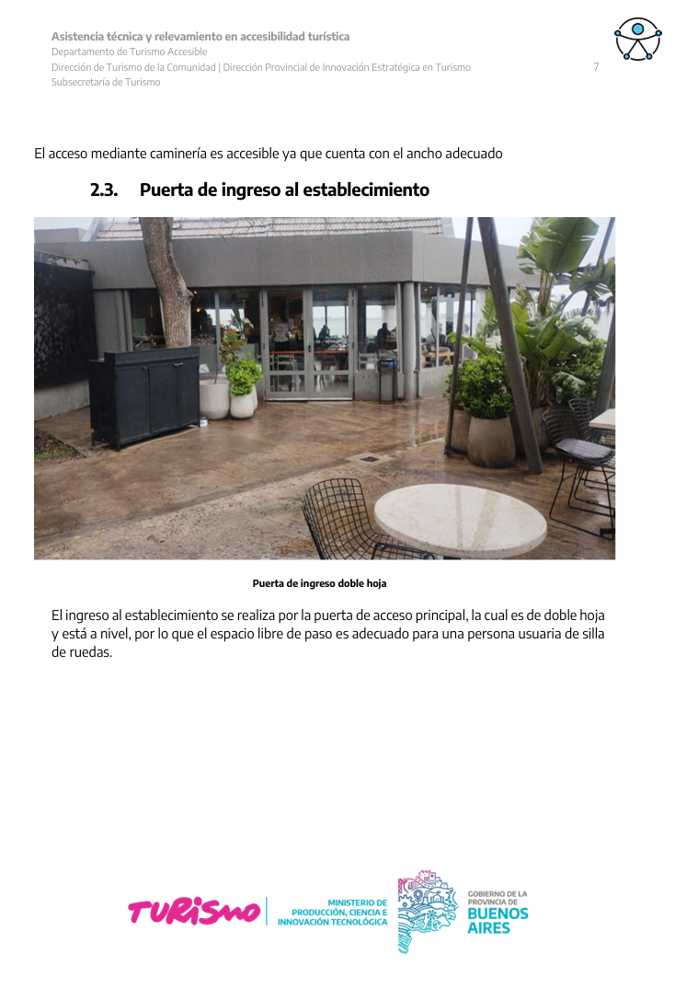 Asistencia técnica y relevamiento en accesibilidad turística
Departamento de Turismo Accesible
Dirección de Turismo de la Comunidad | Dirección Provincial de Innovación Estratégica en Turismo
7
Subsecretaría de Turismo
El acceso mediante caminería es accesible ya que cuenta con el ancho adecuado
2.3. Puerta de ingreso al establecimiento
Puerta de ingreso doble hoja
El ingreso al establecimiento se realiza por la puerta de acceso principal, la cual es de doble hoja
y está a nivel, por lo que el espacio libre de paso es adecuado para una persona usuaria de silla
de ruedas.
TURiSMO
MINISTERIO DE
PRODUCCIÓN, CIENCIA E
INNOVACIÓN TECNOLÓGICA
GOBIERNO DE LA
PROVINCIA DE
BUENOS
AIRES